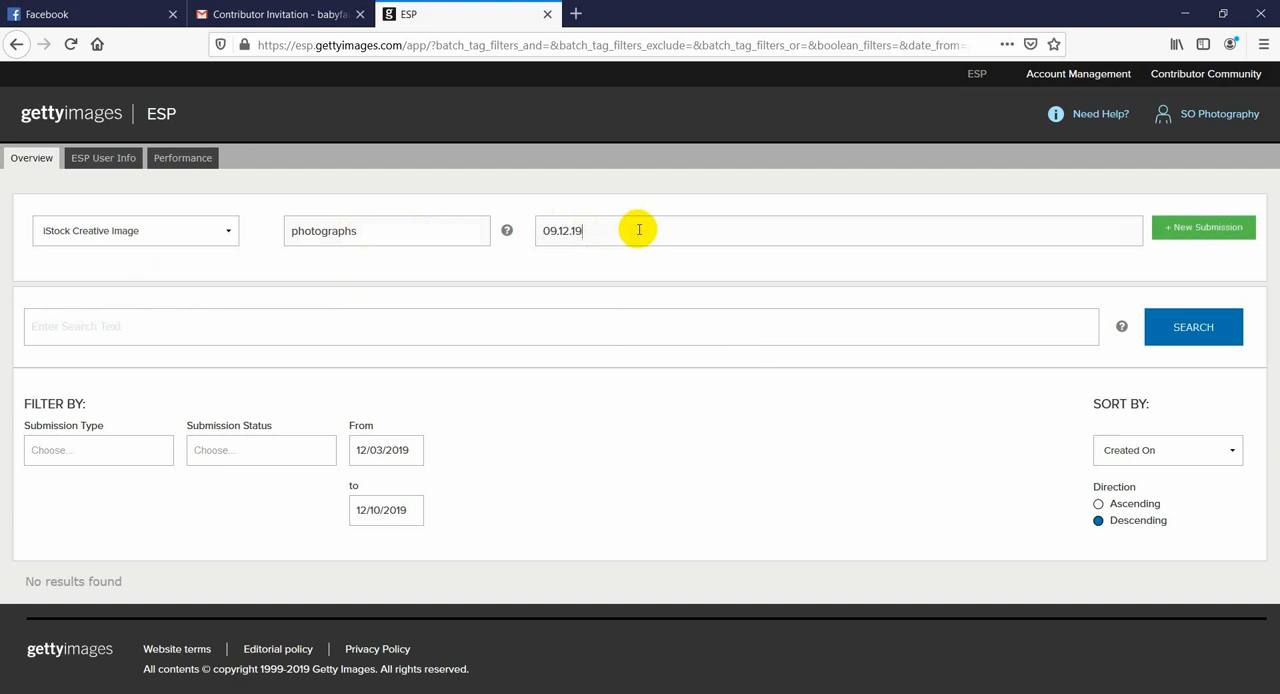 Facebook
Contributor Invitation - babyfa
ESP
https://esp.gettyimages.com/app/?batch_tag_filters_and=&batch_tag_filters_exclude=&batch_tag_filters_or=&boolean_filters=&date_from=
ESP
Account Management
Contributor Community
gettyimages | ESP
Need Help?
SO Photography
Overview
ESP User Info
Performance
iStock Creative Image
photographs
09.12.19
+ New Submission
Enter Search Text
SEARCH
FILTER BY:
SORT BY:
Submission Type
Submission Status
From
Choose...
Choose...
12/03/2019
Created On
to
Direction
12/10/2019
Ascending
Descending
No results found
gettyimages
Website terms
Editorial policy
Privacy Policy
All contents © copyright 1999-2019 Getty Images. All rights reserved.